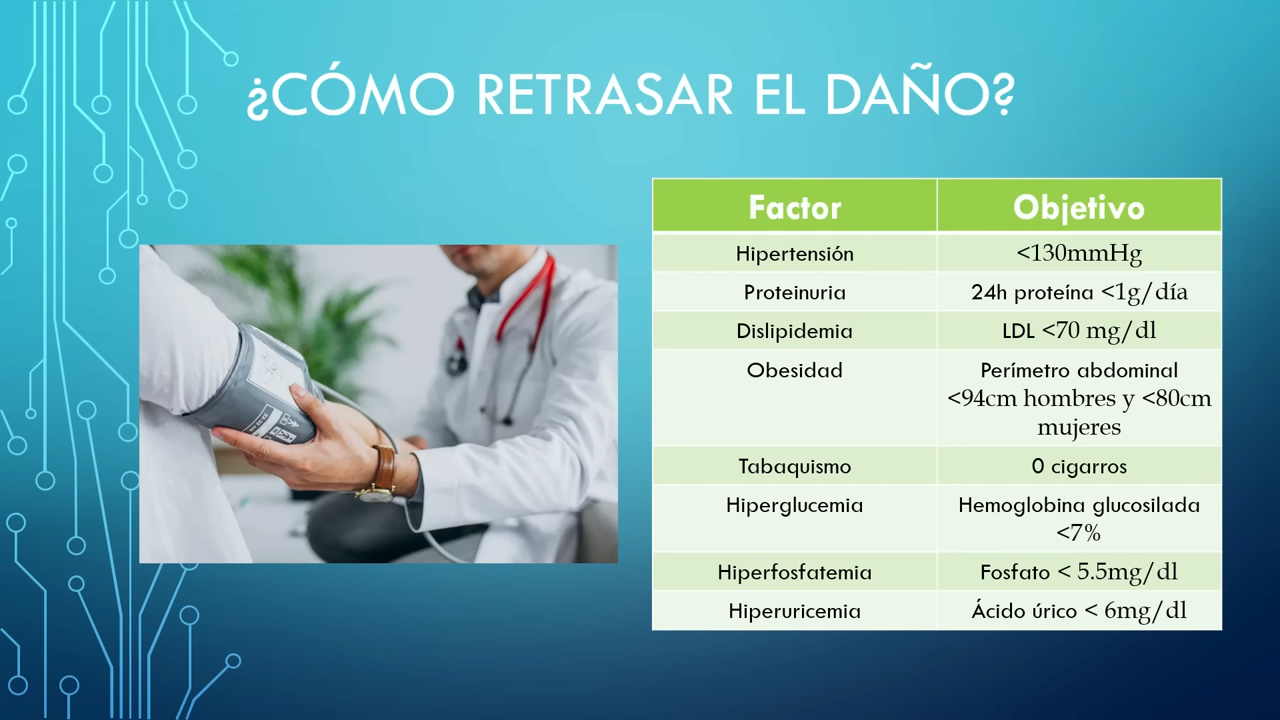 ¿CÓMO RETRASAR EL DAÑO?
Factor Objetivo
Hipertensión <130mmHg
Proteinuria 24h proteína <1g/día
Dislipidemia LDL <70 mg/dl
Obesidad Perímetro abdominal
<94cm hombres y <80cm
mujeres
Tabaquismo 0 cigarros
Hiperglucemia Hemoglobina glucosilada
<7%
Hiperfosfatemia Fosfato < 5.5mg/dl
Hiperuricemia Ácido úrico < 6mg/dl